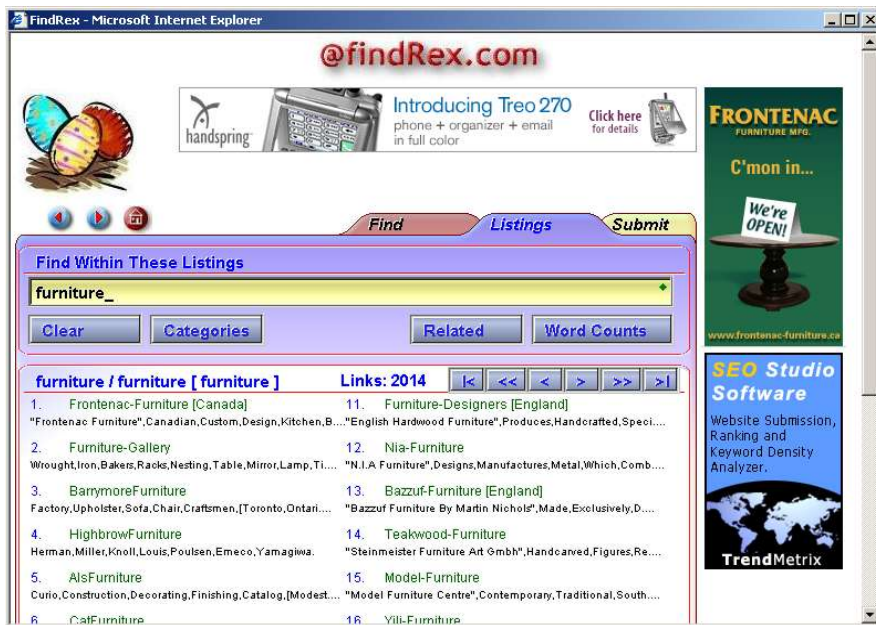 FindRex - Microsoft Internet Explorer
@findRex.com
handspring
Introducing Treo 270
phone + organizer + email
in full color
Click here
for details
FRONTENAC
FURNITURE MFG.
C'mon in...
We're
OPEN!
www.frontenac-furniture.ca
Find
Listings
Submit
Find Within These Listings
furniture_
Clear
Categories
Related
Word Counts
furniture / furniture [ furniture ]
Links: 2014
|< << < > >> >|
1. Frontenac-Furniture [Canada]
"Frontenac Furniture",Canadian,Custom,Design,Kitchen,B....
2. Furniture-Gallery
Wrought,Iron,Bakers,Racks,Nesting,Table,Mirror,Lamp,Ti....
3. BarrymoreFurniture
Factory,Upholster,Sofa,Chair,Craftsmen,[Toronto,Ontari....
4. HighbrowFurniture
Herman,Miller,Knoll,Louis,Poulsen,Emeco,Yamagiwa.
5. AlsFurniture
Curio,Construction,Decorating,Finishing,Catalog,[Modest....
6. CatFurniture
11. Furniture-Designers [England]
"English Hardwood Furniture",Produces,Handcrafted,Speci....
12. Nia-Furniture
"N.I.A Furniture",Designs,Manufactures,Metal,Which,Comb....
13. Bazzuf-Furniture [England]
"Bazzuf Furniture By Martin Nichols",Made,Exclusively,D....
14. Teakwood-Furniture
"Steinmeister Furniture Art Gmbh",Handcarved,Figures,Re....
15. Model-Furniture
"Model Furniture Centre",Contemporary,Traditional,South....
16. Yili-Furniture
SEO Studio
Software
Website Submission,
Ranking and
Keyword Density
Analyzer.
TrendMetrix